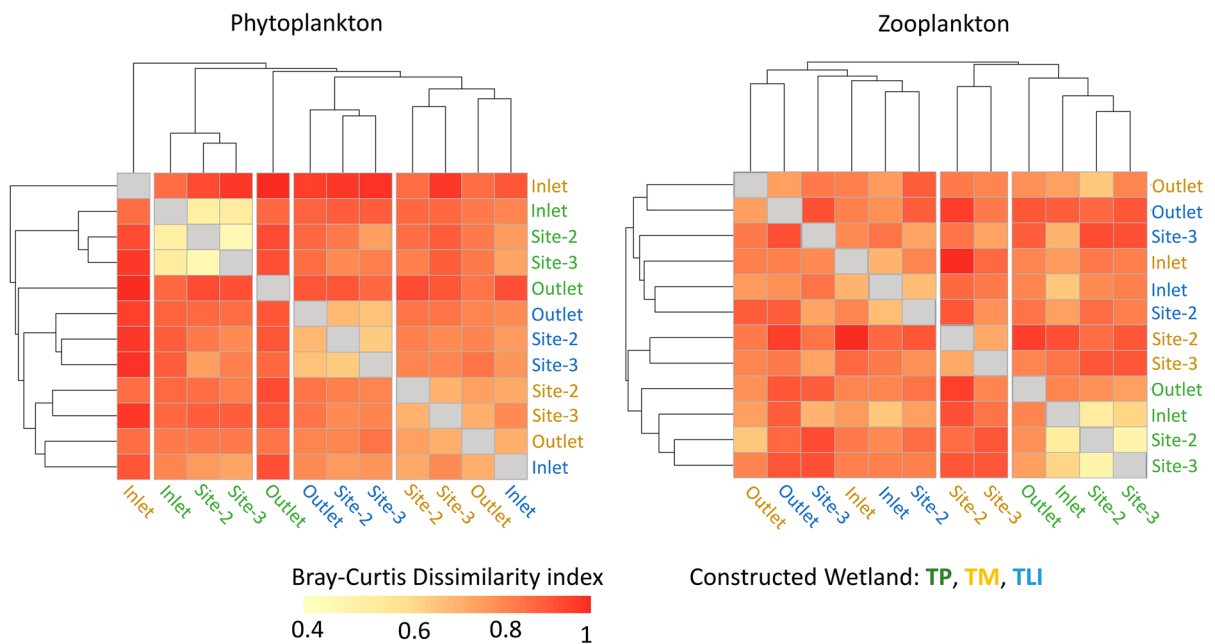 Phytoplankton
Zooplankton
Inlet
Inlet
Site-2
Site-3
Outlet
Outlet
Site-2
Site-3
Site-2
Site-3
Outlet
Inlet
Inlet
Inlet
Site-2
Site-3
Outlet
Outlet
Site-2
Site-3
Site-2
Site-3
Outlet
Inlet
Outlet
Outlet
Site-3
Inlet
Inlet
Site-2
Site-2
Site-3
Outlet
Inlet
Site-2
Site-3
Outlet
Outlet
Site-3
Inlet
Inlet
Site-2
Site-2
Site-3
Outlet
Inlet
Site-2
Site-3
Bray-Curtis Dissimilarity index
0.4 0.6 0.8 1
Constructed Wetland: TP, TM, TLI